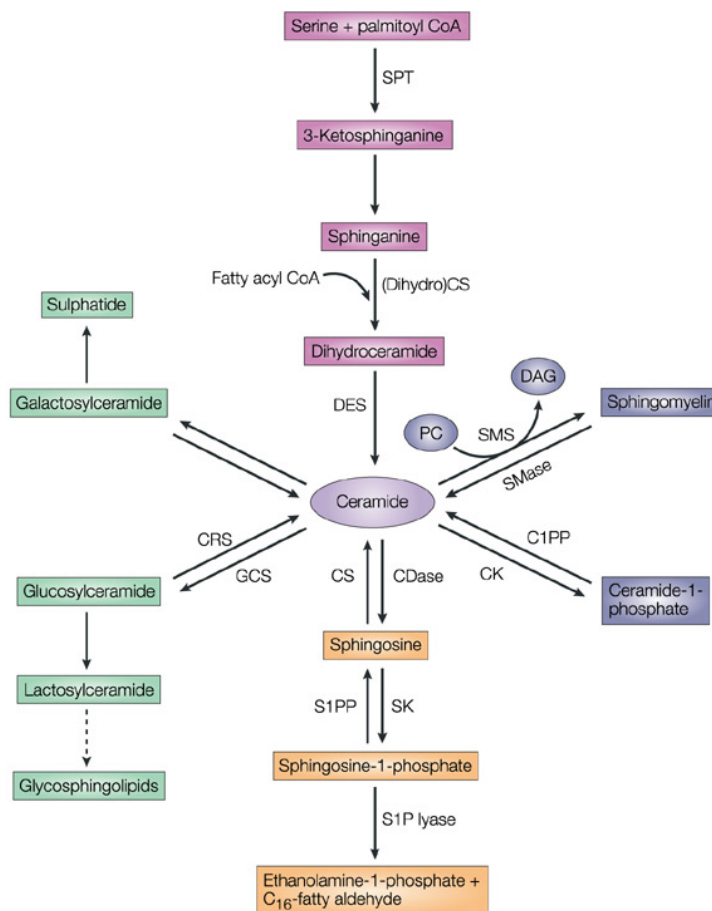 Serine + palmitoyl CoA
SPT
3-Ketosphinganine
Sphinganine
Fatty acyl CoA
(Dihydro)CS
Sulphatide
Dihydroceramide
DAG
Galactosylceramide
DES
PC
SMS
Sphingomyelin
SMase
Ceramide
CRS
C1PP
GCS
CS
CDase
CK
Glucosylceramide
Ceramide-1-
phosphate
Sphingosine
Lactosylceramide
S1PP
SK
Glycosphingolipids
Sphingosine-1-phosphate
S1P lyase
Ethanolamine-1-phosphate +
C16-fatty aldehyde